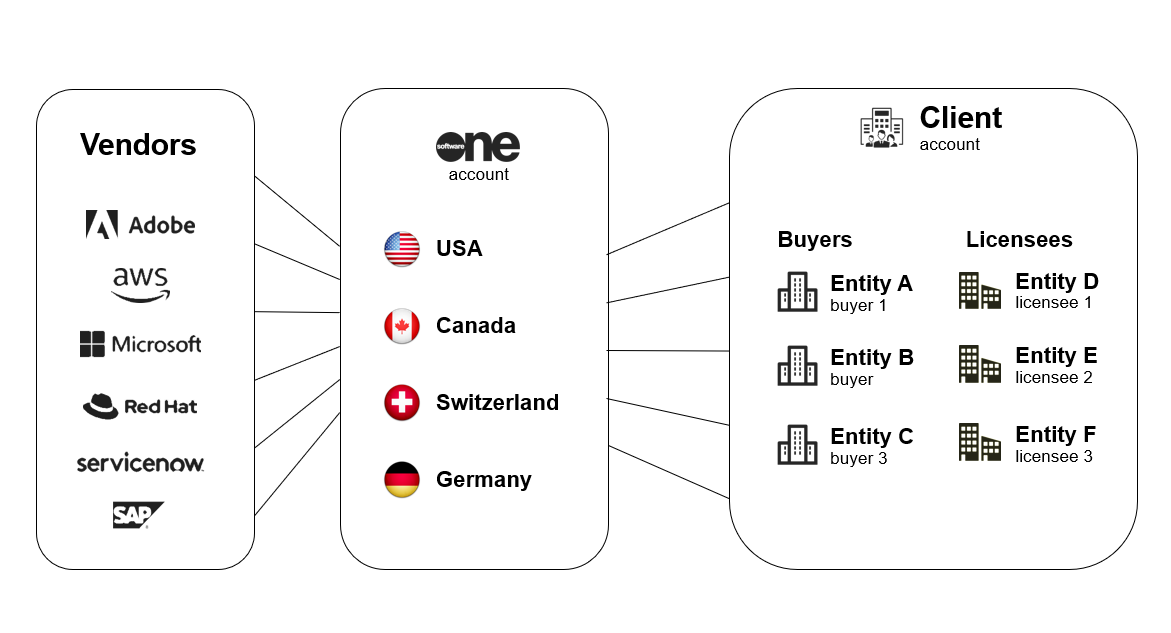 Vendors
Adobe
aws
Microsoft
Red Hat
servicenow.
SAP
software one
account
USA
Canada
Switzerland
Germany
Client
account
Buyers
Entity A
buyer 1
Entity B
buyer
Entity C
buyer 3
Licensees
Entity D
licensee 1
Entity E
licensee 2
Entity F
licensee 3